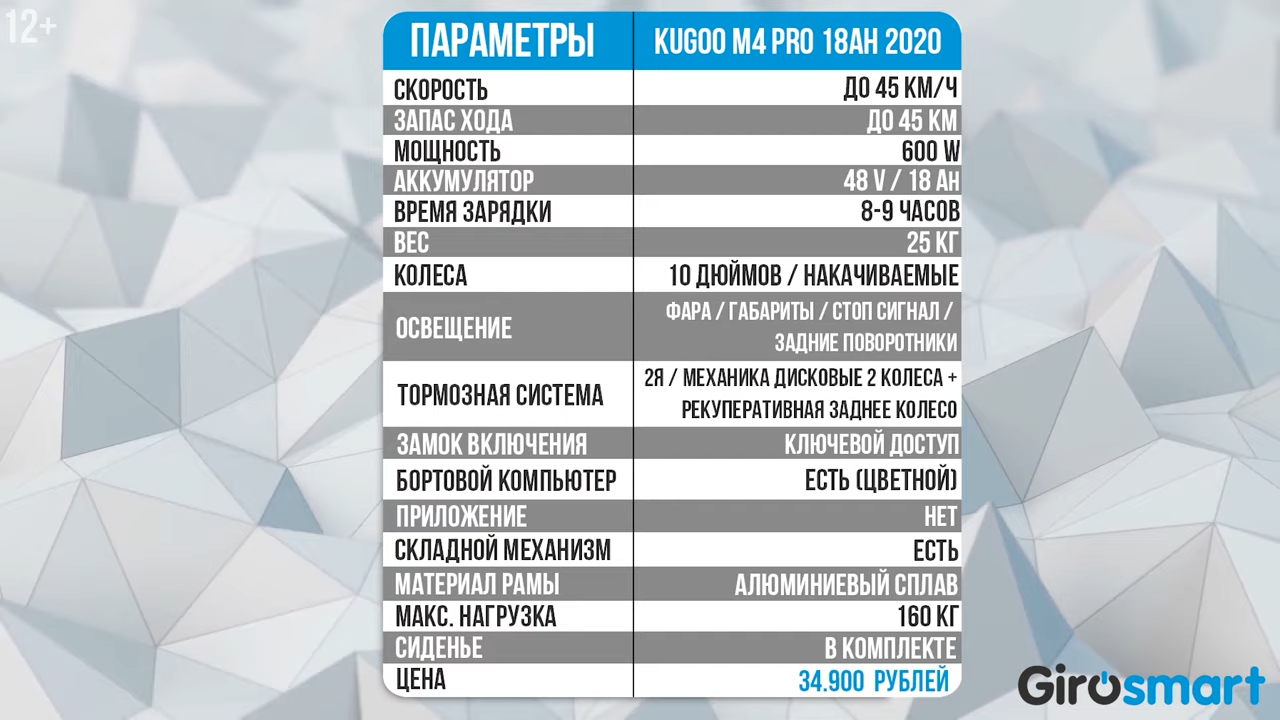 12+
ПАРАМЕТРЫ KUGOO M4 PRO 18AH 2020
СКОРОСТЬ ДО 45 КМ/Ч
ЗАПАС ХОДА ДО 45 КМ
МОЩНОСТЬ 600 W
АККУМУЛЯТОР 48 V / 18 Ah
ВРЕМЯ ЗАРЯДКИ 8-9 ЧАСОВ
ВЕС 25 КГ
КОЛЕСА 10 ДЮЙМОВ / НАКАЧИВАЕМЫЕ
ОСВЕЩЕНИЕ ФАРА / ГАБАРИТЫ / СТОП СИГНАЛ /
ЗАДНИЕ ПОВОРОТНИКИ
ТОРМОЗНАЯ СИСТЕМА 2Я / МЕХАНИКА ДИСКОВЫЕ 2 КОЛЕСА +
РЕКУПЕРАТИВНАЯ ЗАДНЕЕ КОЛЕСО
ЗАМОК ВКЛЮЧЕНИЯ КЛЮЧЕВОЙ ДОСТУП
БОРТОВОЙ КОМПЬЮТЕР ЕСТЬ (ЦВЕТНОЙ)
ПРИЛОЖЕНИЕ НЕТ
СКЛАДНОЙ МЕХАНИЗМ ЕСТЬ
МАТЕРИАЛ РАМЫ АЛЮМИНИЕВЫЙ СПЛАВ
МАКС. НАГРУЗКА 160 КГ
СИДЕНЬЕ В КОМПЛЕКТЕ
ЦЕНА 34.900 РУБЛЕЙ
Girosmart